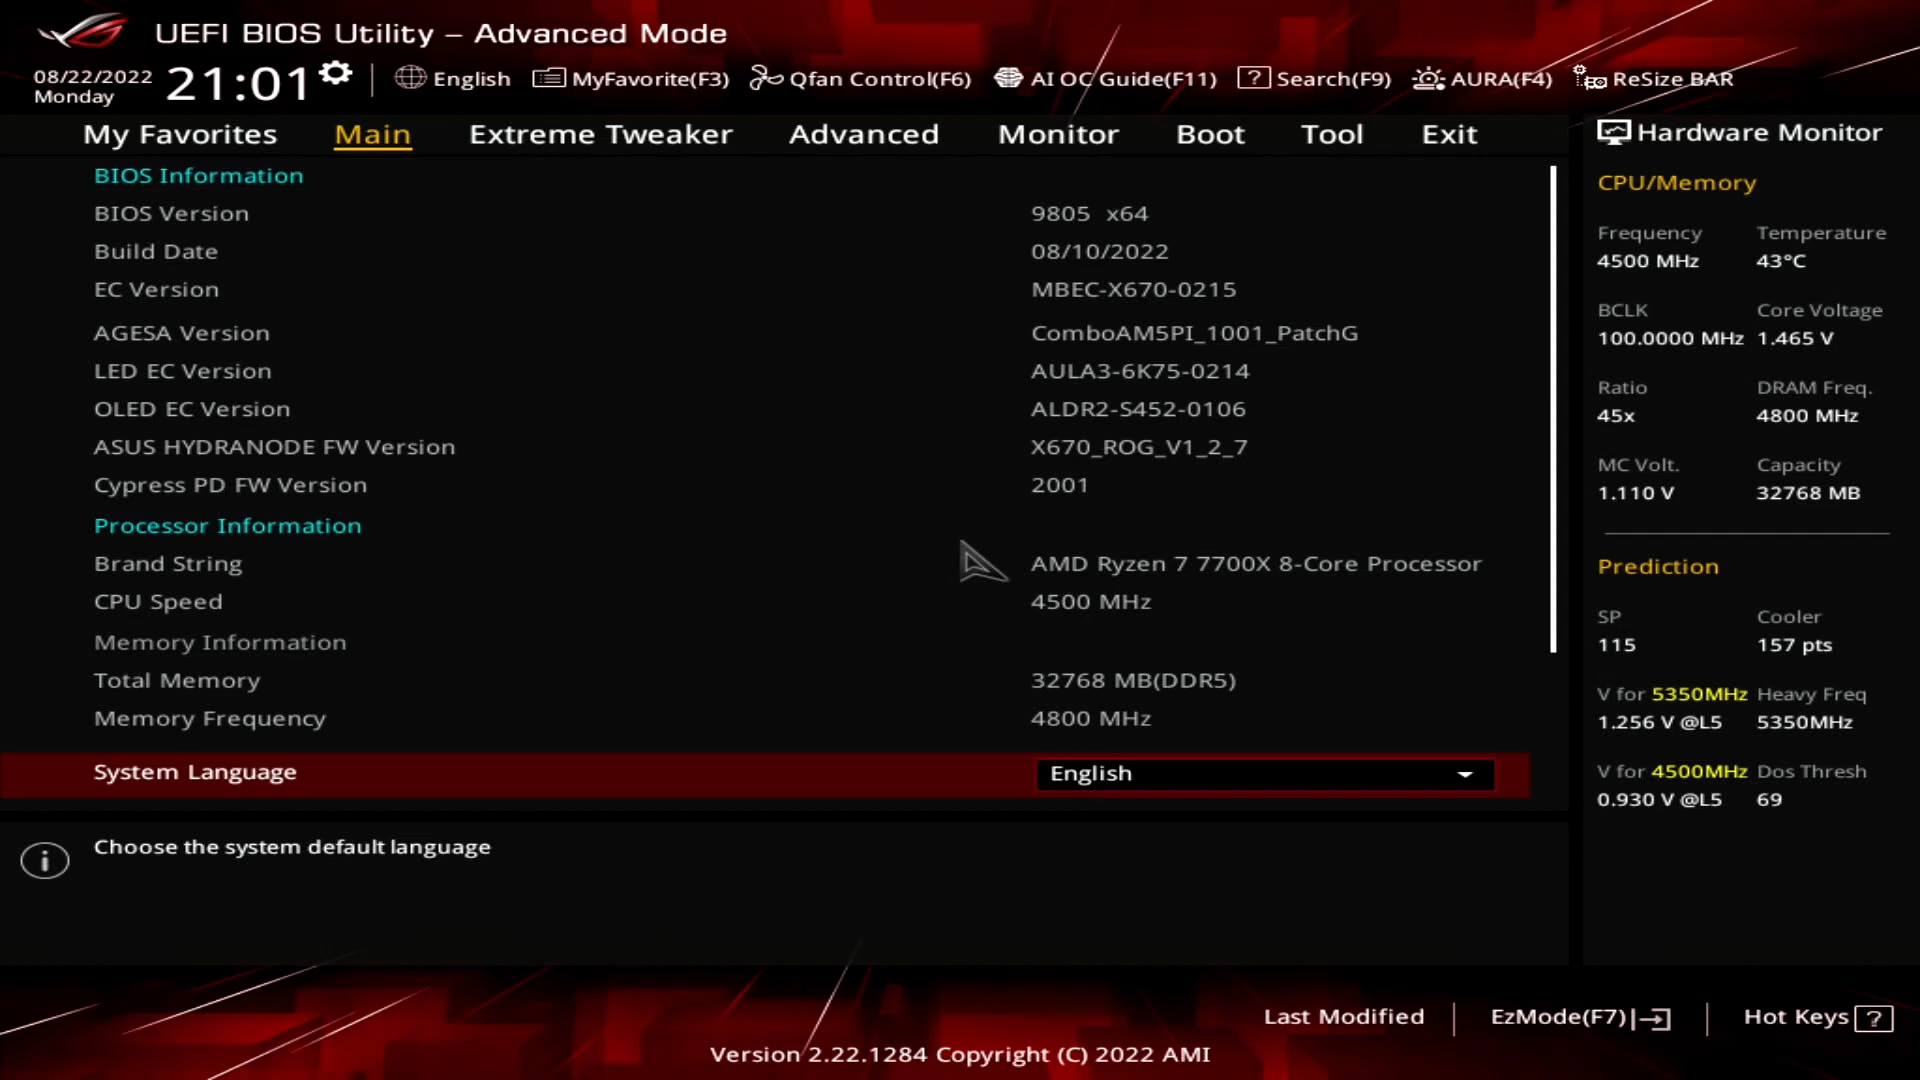 UEFI BIOS Utility – Advanced Mode
08/22/2022
Monday
21:01
English
MyFavorite(F3)
Qfan Control(F6)
AI OC Guide(F11)
? Search(F9)
AURA(F4)
ReSize BAR
My Favorites Main Extreme Tweaker Advanced Monitor Boot Tool Exit
BIOS Information
BIOS Version 9805 x64
Build Date 08/10/2022
EC Version MBEC-X670-0215
AGESA Version ComboAM5PI_1001_PatchG
LED EC Version AULA3-6K75-0214
OLED EC Version ALDR2-S452-0106
ASUS HYDRANODE FW Version X670_ROG_V1_2_7
Cypress PD FW Version 2001
Processor Information
Brand String AMD Ryzen 7 7700X 8-Core Processor
CPU Speed 4500 MHz
Memory Information
Total Memory 32768 MB(DDR5)
Memory Frequency 4800 MHz
System Language English
i Choose the system default language
Hardware Monitor
CPU/Memory
Frequency Temperature
4500 MHz 43°C
BCLK Core Voltage
100.0000 MHz 1.465 V
Ratio DRAM Freq.
45x 4800 MHz
MC Volt. Capacity
1.110 V 32768 MB
Prediction
SP Cooler
115 157 pts
V for 5350MHz Heavy Freq
1.256 V @L5 5350MHz
V for 4500MHz Dos Thresh
0.930 V @L5 69
Last Modified
EzMode(F7)
Hot Keys ?
Version 2.22.1284 Copyright (C) 2022 AMI